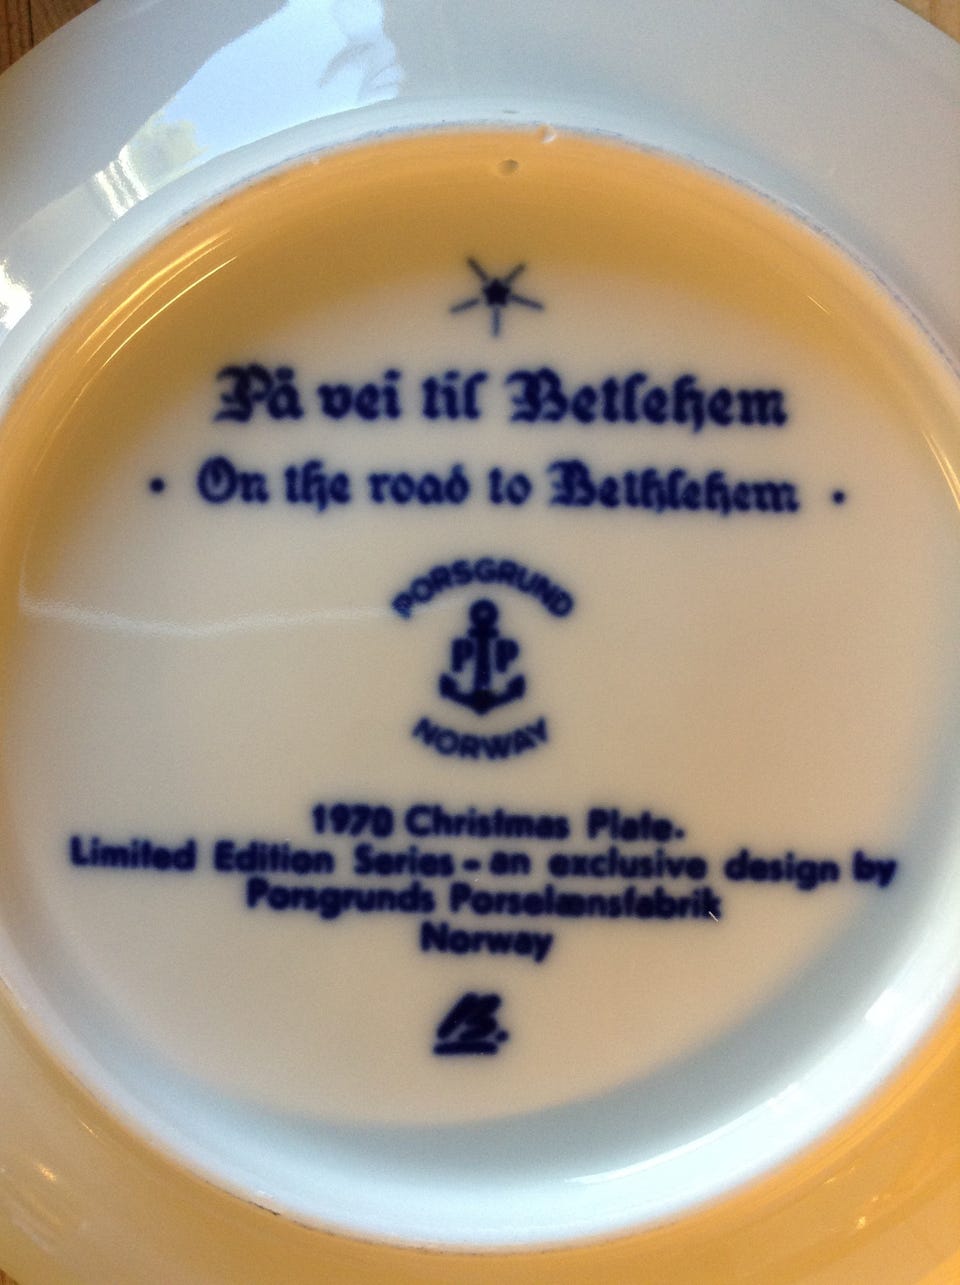 På vei til Betlehem
• On the road to Bethlehem •
PORSGRUND
P P
NORWAY
1970 Christmas Plate.
Limited Edition Series - an exclusive design by
Porsgrunds Porselænsfabrik
Norway